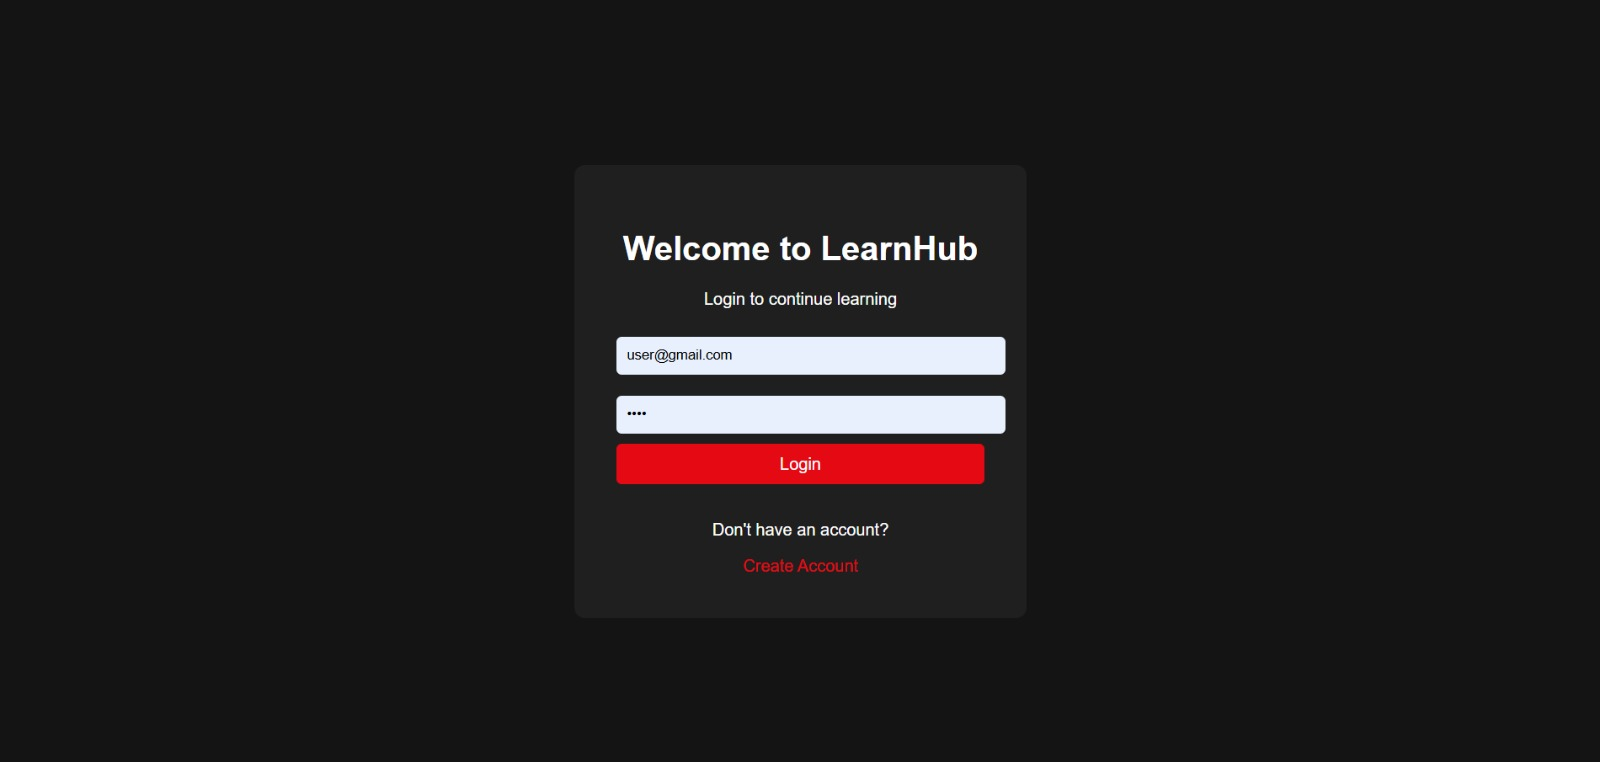 Welcome to LearnHub
Login to continue learning
user@gmail.com
••••
Login
Don't have an account?
Create Account